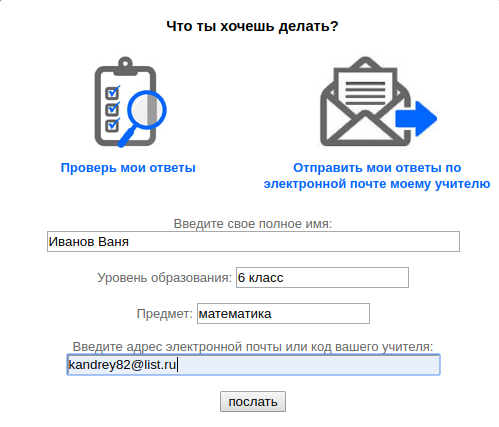 Что ты хочешь делать?
Проверь мои ответы
Отправить мои ответы по
электронной почте моему учителю
Введите свое полное имя:
Иванов Ваня
Уровень образования: 6 класс
Предмет: математика
Введите адрес электронной почты или код вашего учителя:
kandrey82@list.ru
послать